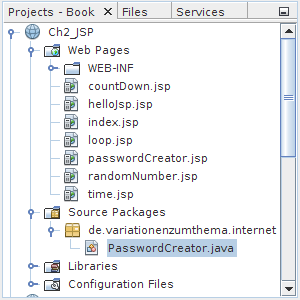 Projects - Book
Files
Services
Ch2_JSP
Web Pages
WEB-INF
countDown.jsp
helloJsp.jsp
index.jsp
loop.jsp
passwordCreator.jsp
randomNumber.jsp
time.jsp
Source Packages
de.variationenzumthema.internet
PasswordCreator.java
Libraries
Configuration Files